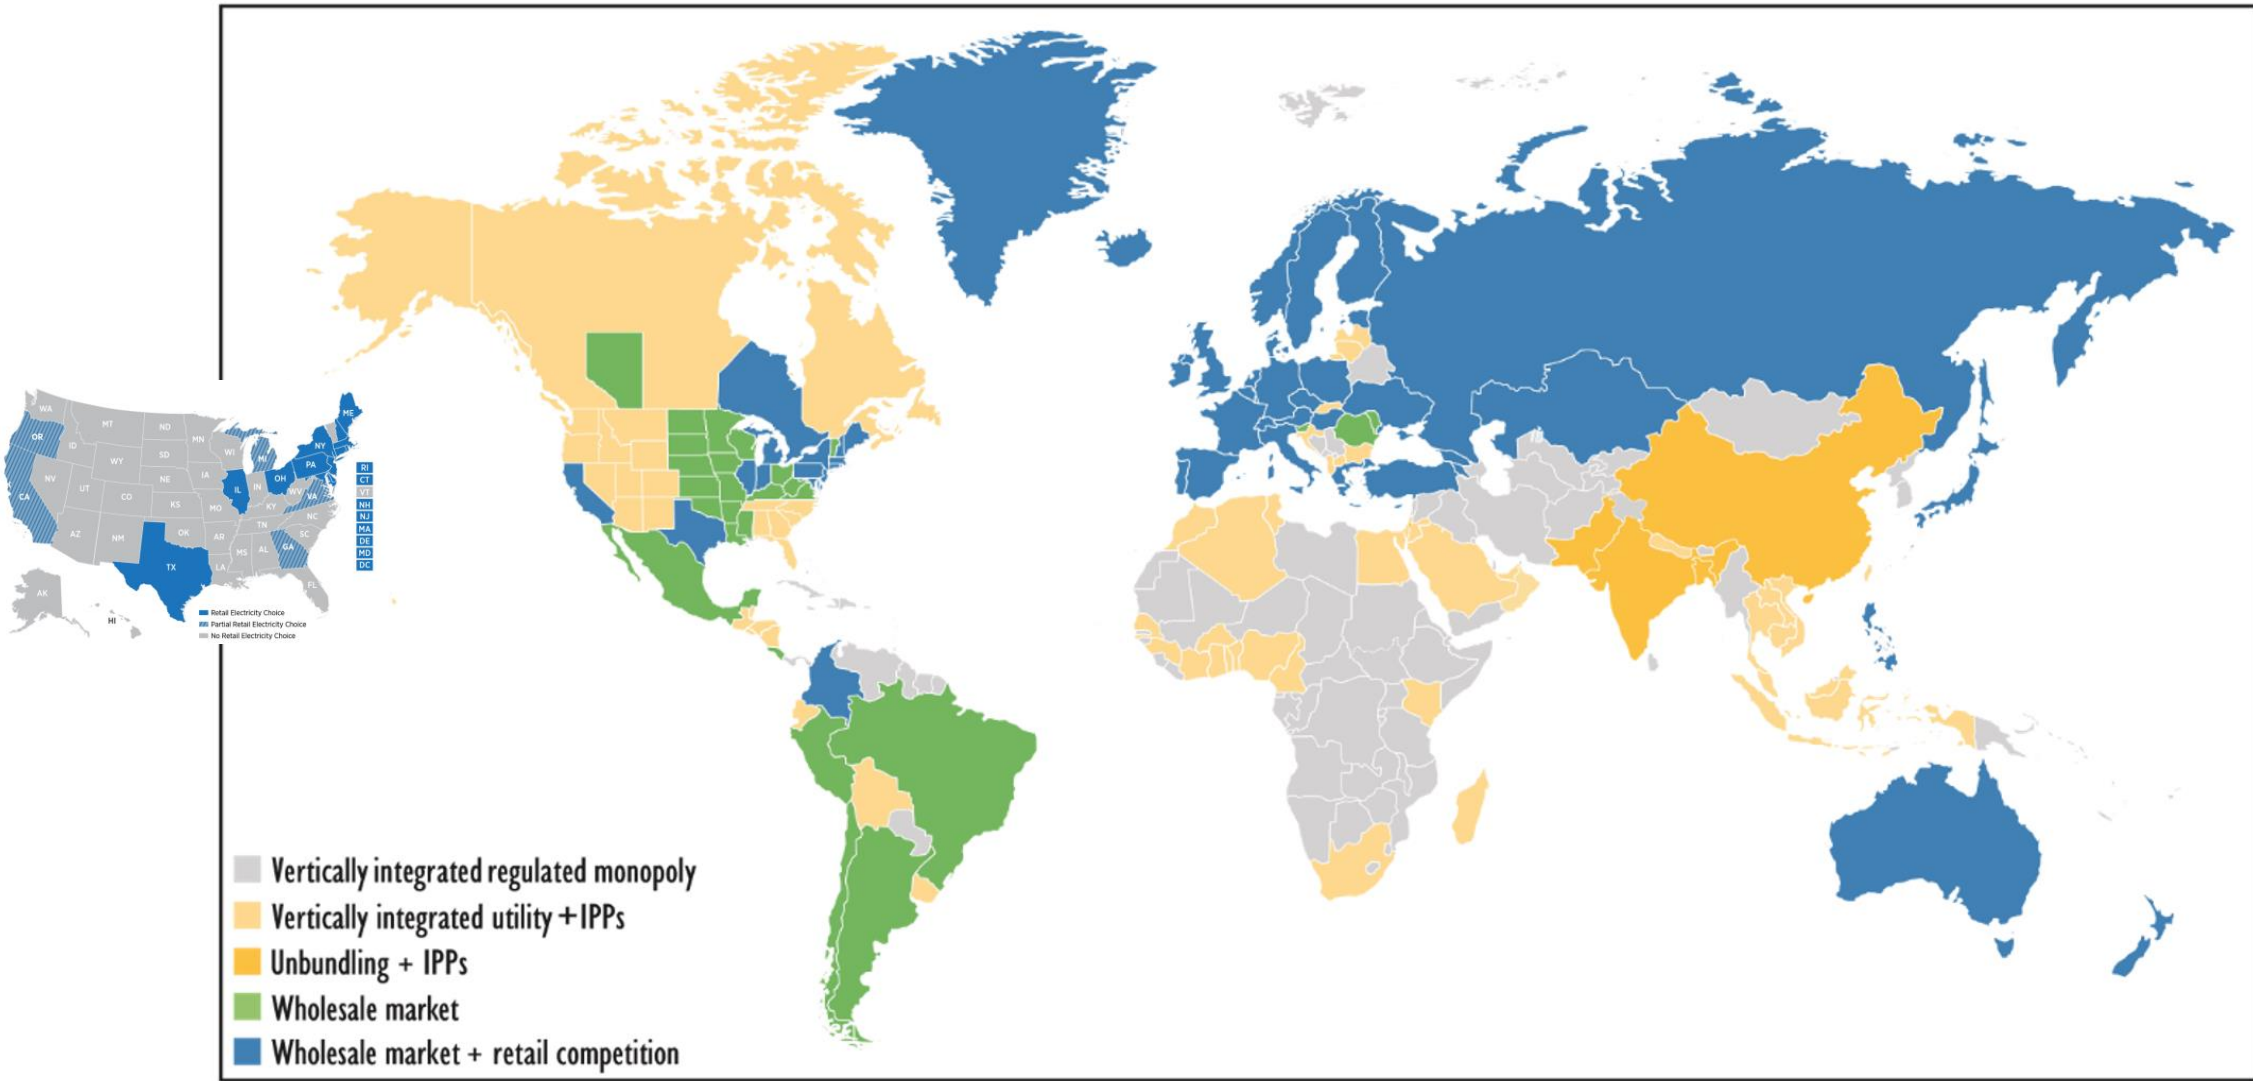 WA
MT
ND
MN
OR
ID
WY
SD
WI
MI
NY
ME
NV
UT
CO
NE
IA
IL
IN
OH
PA
WV
VA
CA
KS
MO
KY
NC
AZ
NM
OK
AR
TN
SC
MS
AL
GA
TX
LA
FL
AK
HI
RI
CT
VT
NH
NJ
MA
DE
MD
DC
Retail Electricity Choice
Partial Retail Electricity Choice
No Retail Electricity Choice
Vertically integrated regulated monopoly
Vertically integrated utility +IPPs
Unbundling + IPPs
Wholesale market
Wholesale market + retail competition